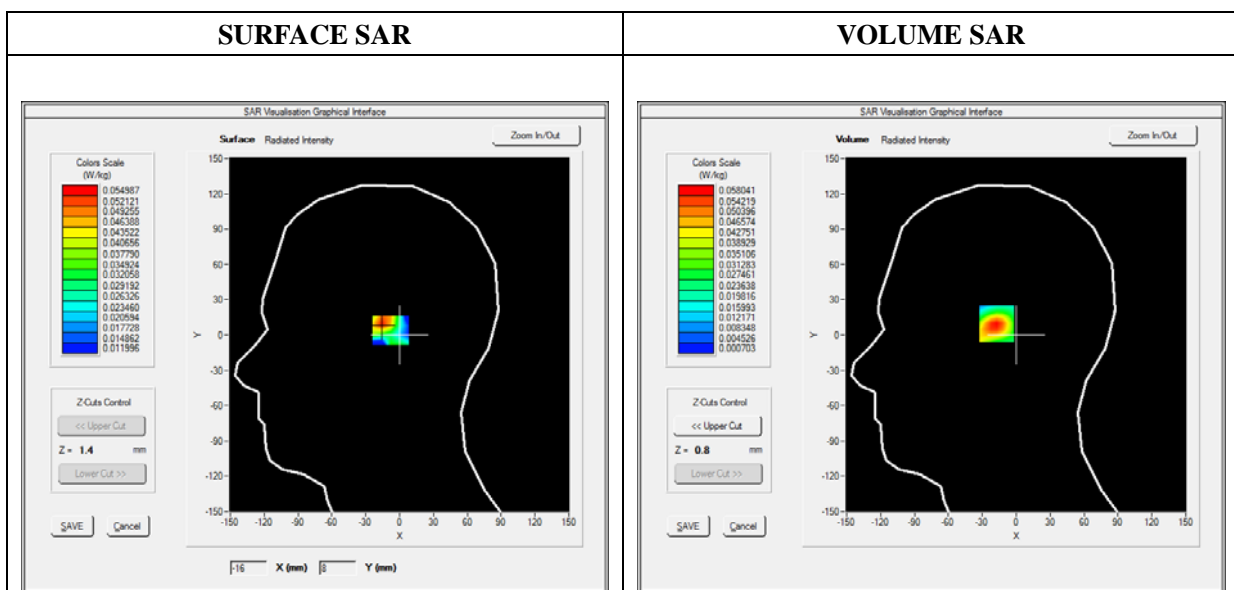 SURFACE SAR
VOLUME SAR
SAR Visualisation Graphical Interface
Surface Radiated Intensity
Zoom In/Out
Colors Scale
(W/kg)
0.054987
0.052121
0.049255
0.046388
0.043522
0.040656
0.037790
0.034924
0.032058
0.029192
0.026326
0.023460
0.020594
0.017728
0.014862
0.011996
150
120
90
60
30
0
-30
-60
-90
-120
-150
Y
-150 -120 -90 -60 -30 0 30 60 90 120 150
X
Z-Cuts Control
<< Upper Cut
Z = 1.4 mm
Lower Cut >>
SAVE Cancel
-16 X (mm) 8 Y (mm)
SAR Visualisation Graphical Interface
Volume Radiated Intensity
Zoom In/Out
Colors Scale
(W/kg)
0.058041
0.054219
0.050396
0.046574
0.042751
0.038929
0.035106
0.031283
0.027461
0.023638
0.019816
0.015993
0.012171
0.008348
0.004526
0.000703
150
120
90
60
30
0
-30
-60
-90
-120
-150
Y
-150 -120 -90 -60 -30 0 30 60 90 120 150
X
Z-Cuts Control
<< Upper Cut
Z = 0.8 mm
Lower Cut >>
SAVE Cancel